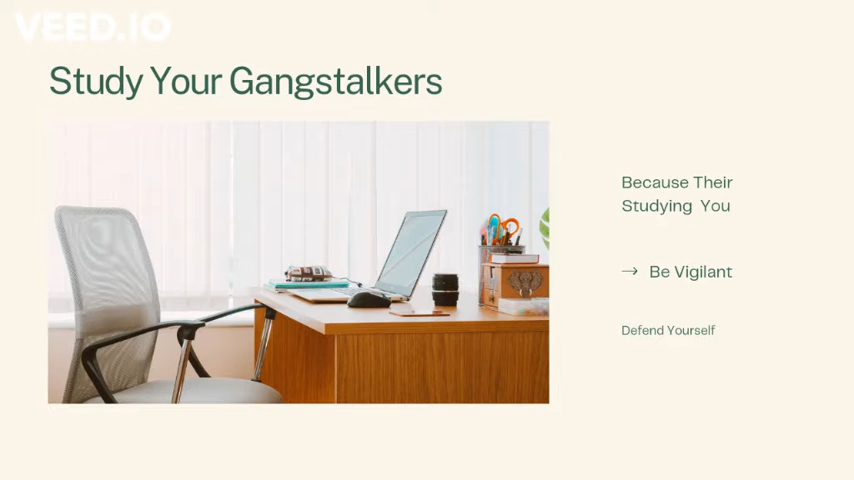 VEED.IO
Study Your Gangstalkers
Because Their
Studying You
→ Be Vigilant
Defend Yourself